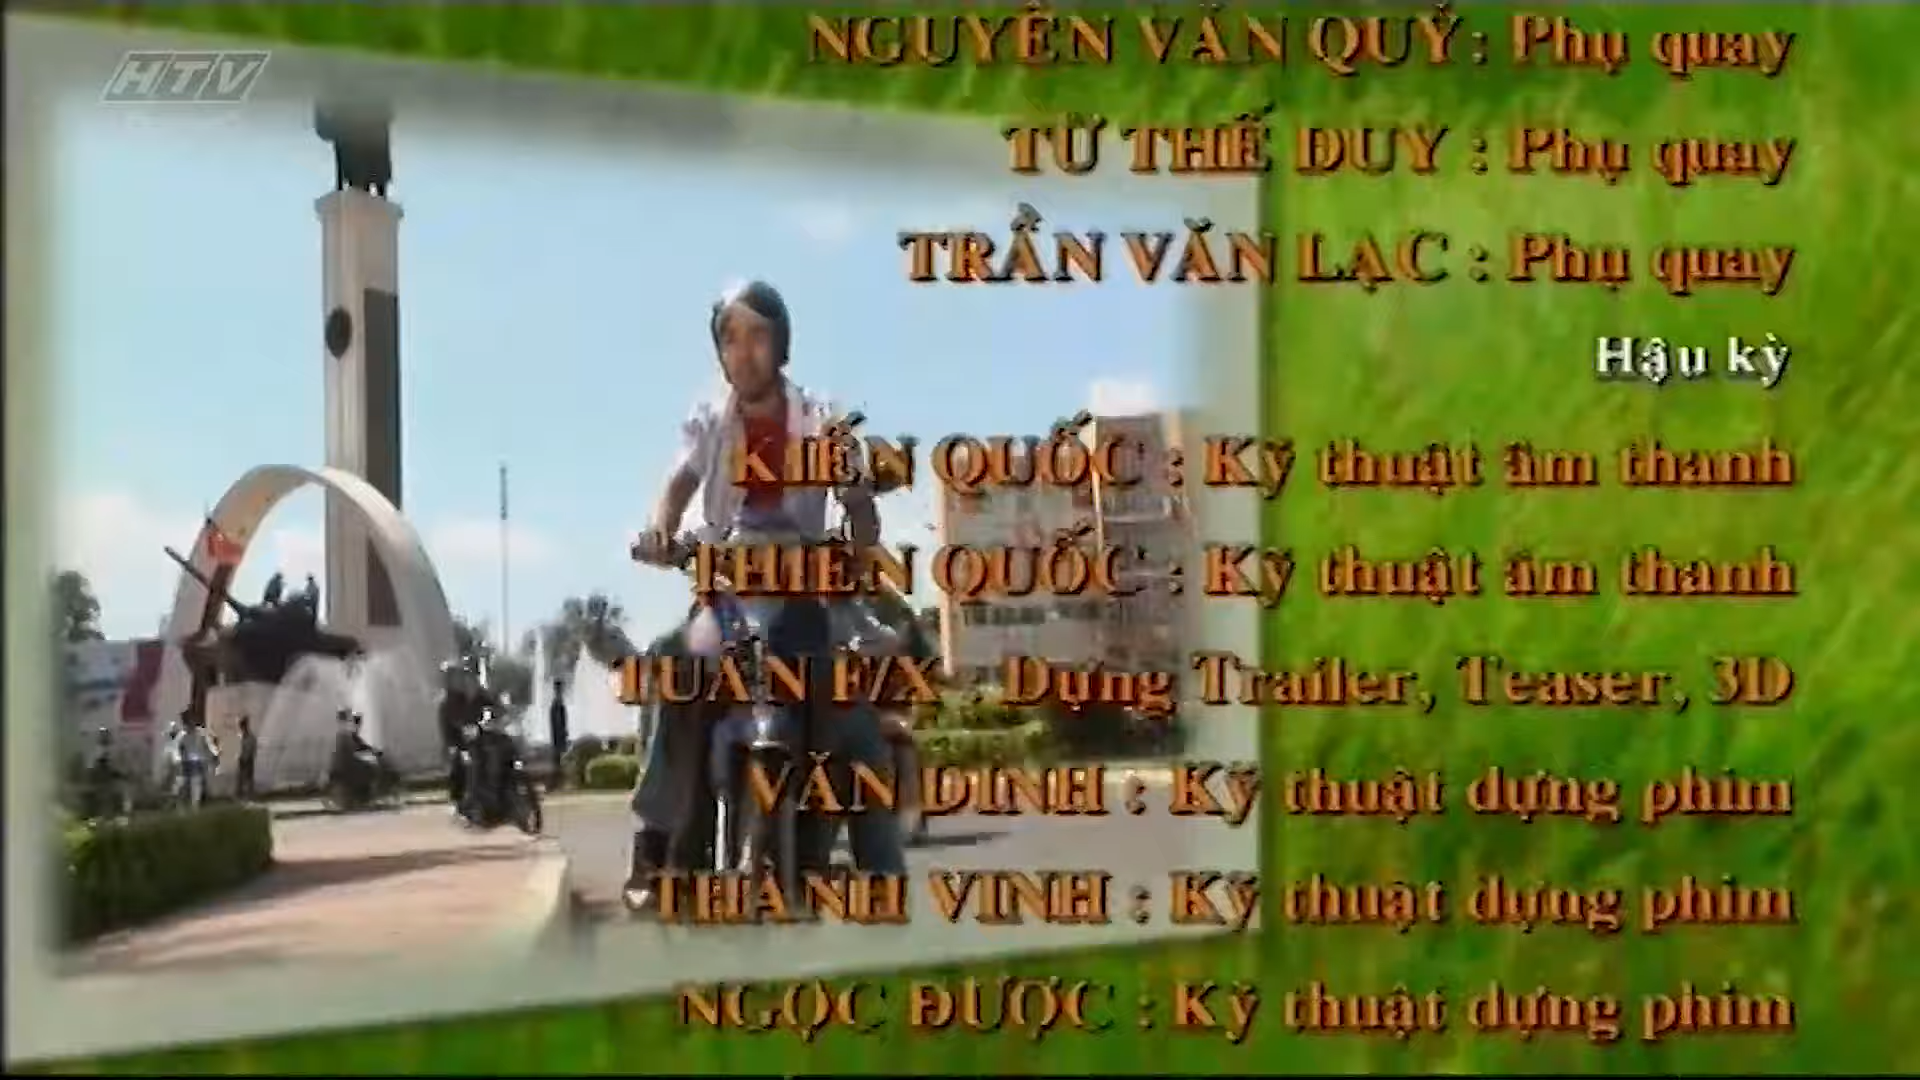 HTV
NGUYỄN VĂN QUÝ : Phụ quay
TỪ THẾ DUY : Phụ quay
TRẦN VĂN LẠC : Phụ quay
Hậu kỳ
KIẾN QUỐC : Kỹ thuật âm thanh
THIÊN QUỐC : Kỹ thuật âm thanh
TUẤN F/X : Dựng Trailer, Teaser, 3D
VĂN DINH : Kỹ thuật dựng phim
THÀNH VINH : Kỹ thuật dựng phim
NGỌC ĐƯỢC : Kỹ thuật dựng phim